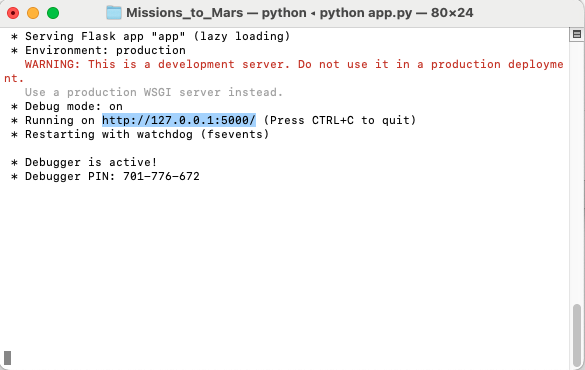 Missions_to_Mars — python ◂ python app.py — 80×24
* Serving Flask app "app" (lazy loading)
* Environment: production
WARNING: This is a development server. Do not use it in a production deployme
nt.
Use a production WSGI server instead.
* Debug mode: on
* Running on http://127.0.0.1:5000/ (Press CTRL+C to quit)
* Restarting with watchdog (fsevents)
* Debugger is active!
* Debugger PIN: 701-776-672